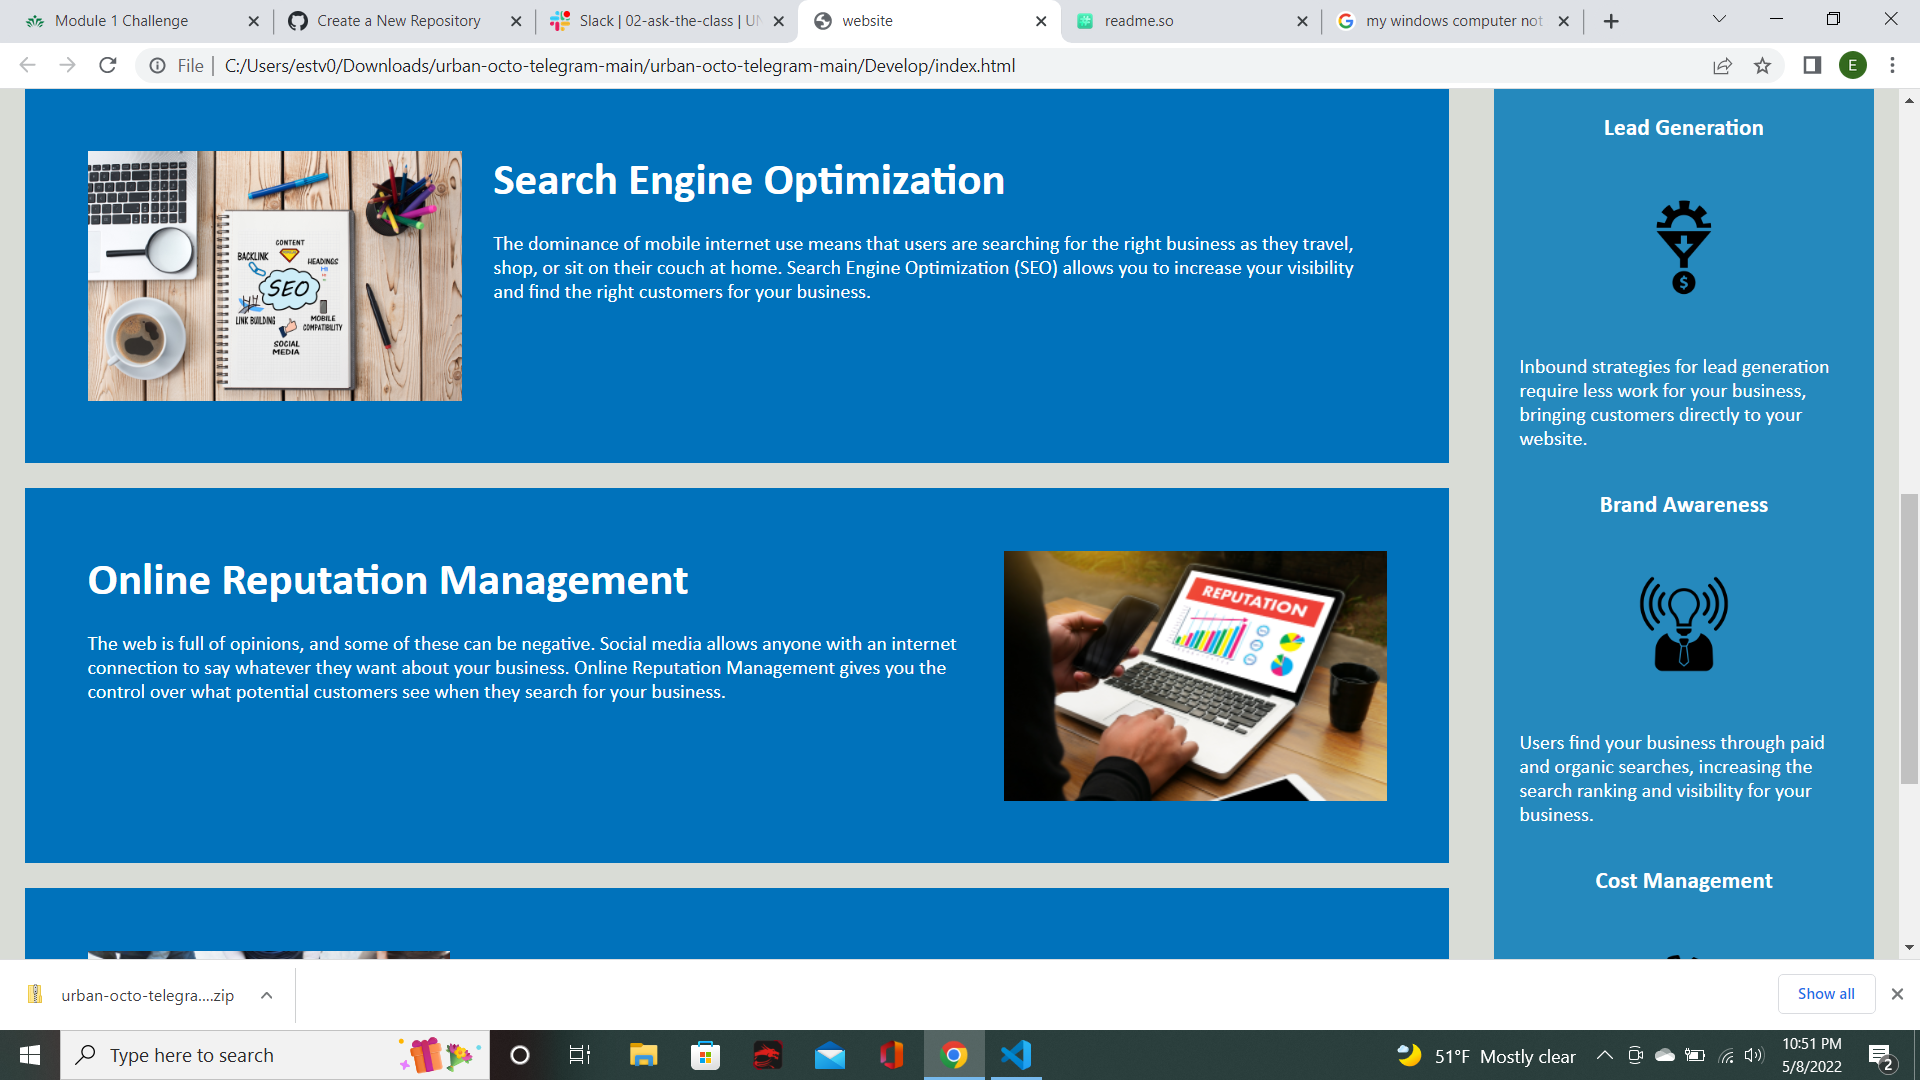 Module 1 Challenge
Create a New Repository
Slack | 02-ask-the-class | UN
website
readme.so
my windows computer not
File | C:/Users/estv0/Downloads/urban-octo-telegram-main/urban-octo-telegram-main/Develop/index.html
E
CONTENT
BACKLINK
HEADINGS
SEO
LINK BUILDING
MOBILE
COMPATIBILITY
SOCIAL
MEDIA
Search Engine Optimization
The dominance of mobile internet use means that users are searching for the right business as they travel,
shop, or sit on their couch at home. Search Engine Optimization (SEO) allows you to increase your visibility
and find the right customers for your business.
Online Reputation Management
The web is full of opinions, and some of these can be negative. Social media allows anyone with an internet
connection to say whatever they want about your business. Online Reputation Management gives you the
control over what potential customers see when they search for your business.
REPUTATION
Lead Generation
$
Inbound strategies for lead generation
require less work for your business,
bringing customers directly to your
website.
Brand Awareness
Users find your business through paid
and organic searches, increasing the
search ranking and visibility for your
business.
Cost Management
urban-octo-telegra....zip
Show all
Type here to search
51°F Mostly clear
10:51 PM
5/8/2022
2